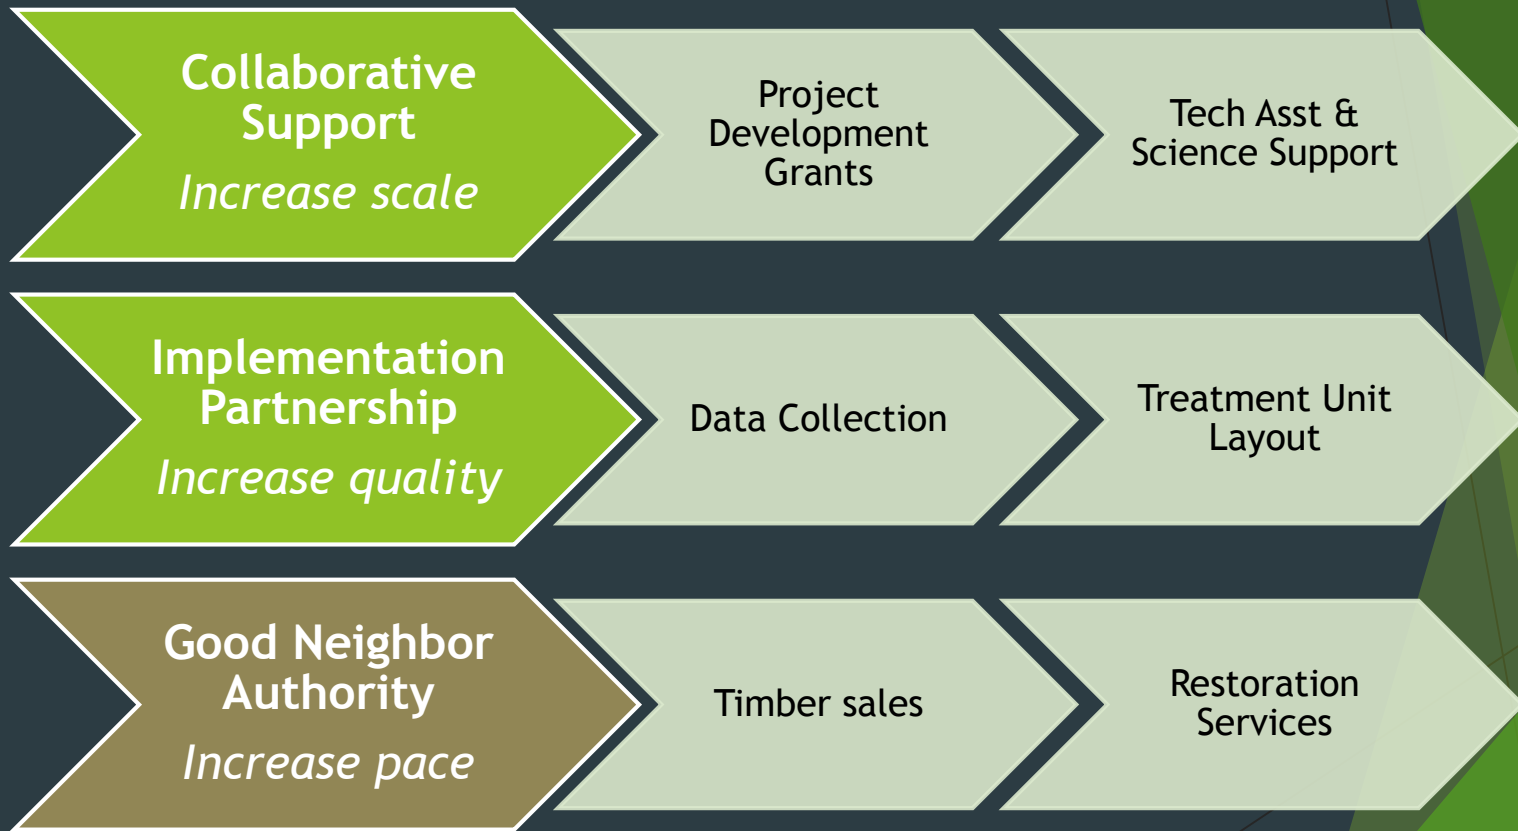 Collaborative
Support
Increase scale
Project
Development
Grants
Tech Asst &
Science Support
Implementation
Partnership
Increase quality
Data Collection
Treatment Unit
Layout
Good Neighbor
Authority
Increase pace
Timber sales
Restoration
Services